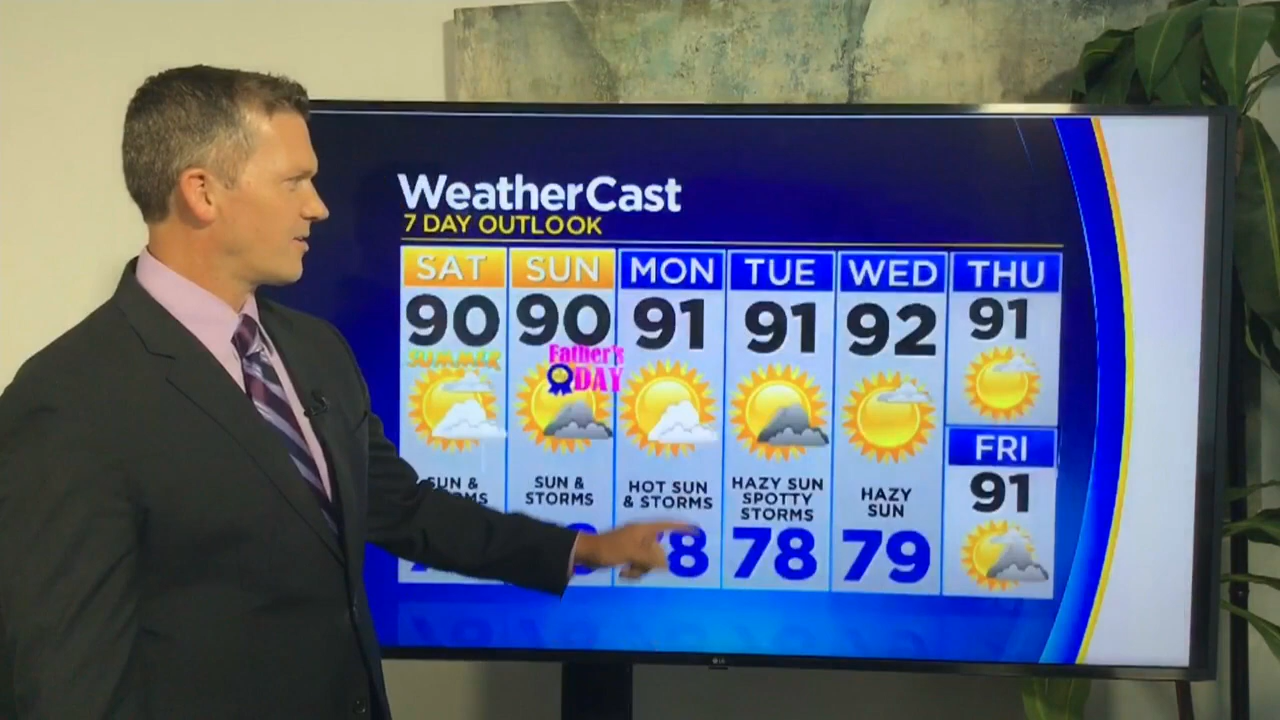 WeatherCast
7 DAY OUTLOOK
SAT SUN MON TUE WED THU
90 90 91 91 92 91
SUMMER
Father's
DAY
SUN & STORMS
HOT SUN & STORMS
HAZY SUN SPOTTY STORMS
HAZY SUN
78 79
FRI
91
LG